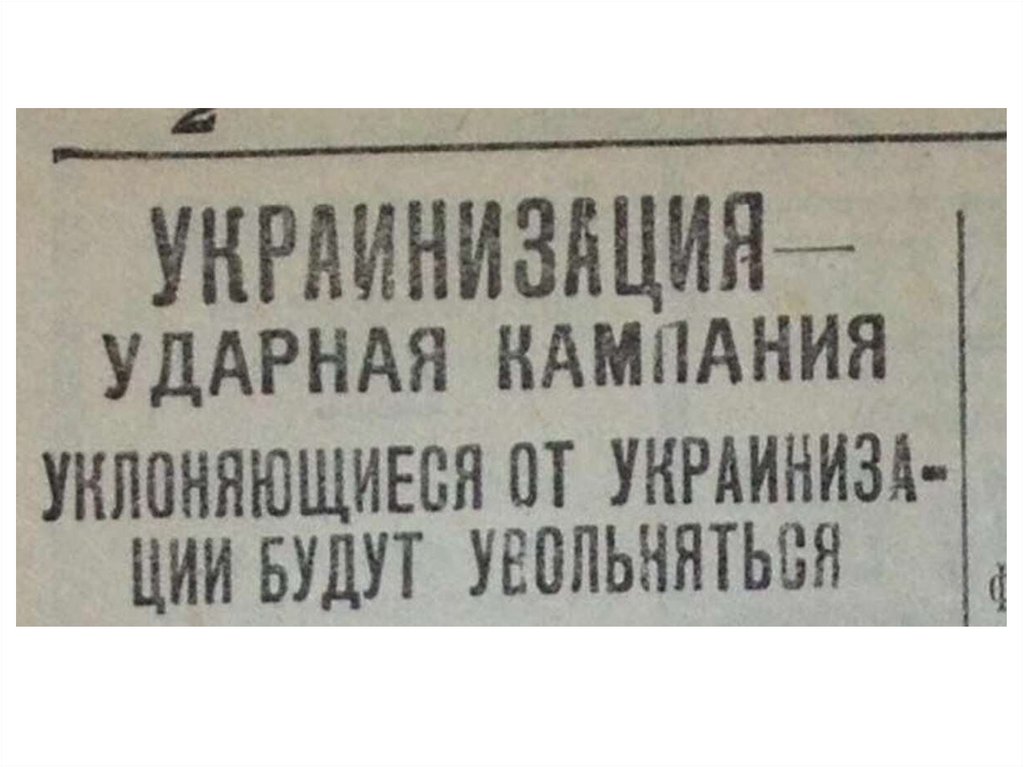 УКРАИНИЗАЦИЯ—
УДАРНАЯ КАМПАНИЯ
УКЛОНЯЮЩИЕСЯ ОТ УКРАИНИЗА-
ЦИИ БУДУТ УВОЛЬНЯТЬСЯ